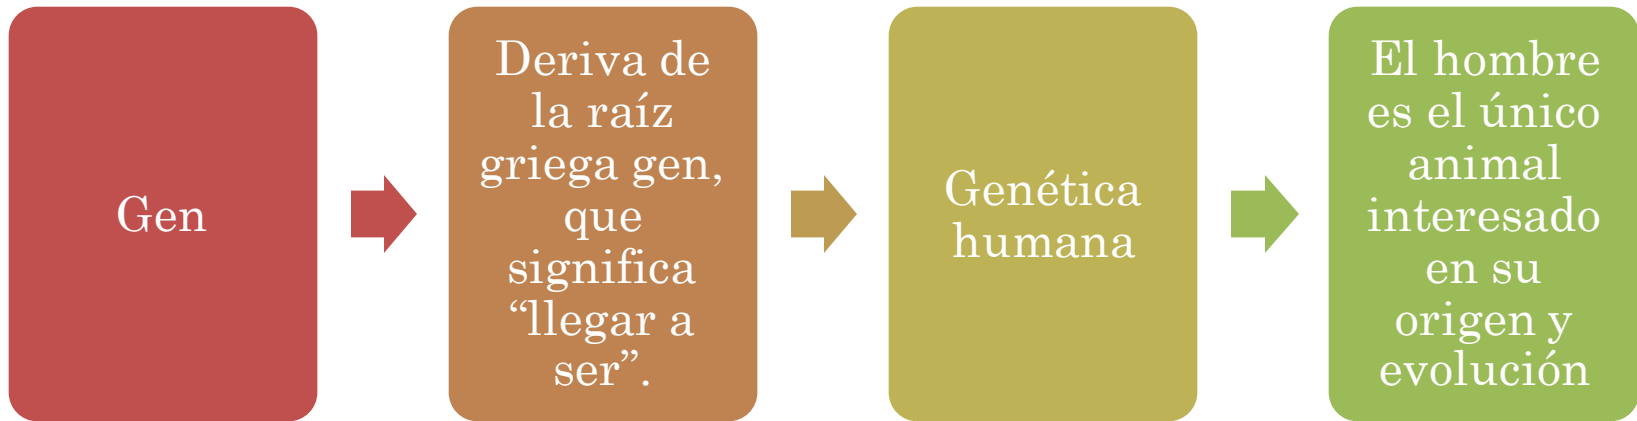 Gen
Deriva de
la raíz
griega gen,
que
significa
“llegar a
ser”.
Genética
humana
El hombre
es el único
animal
interesado
en su
origen y
evolución